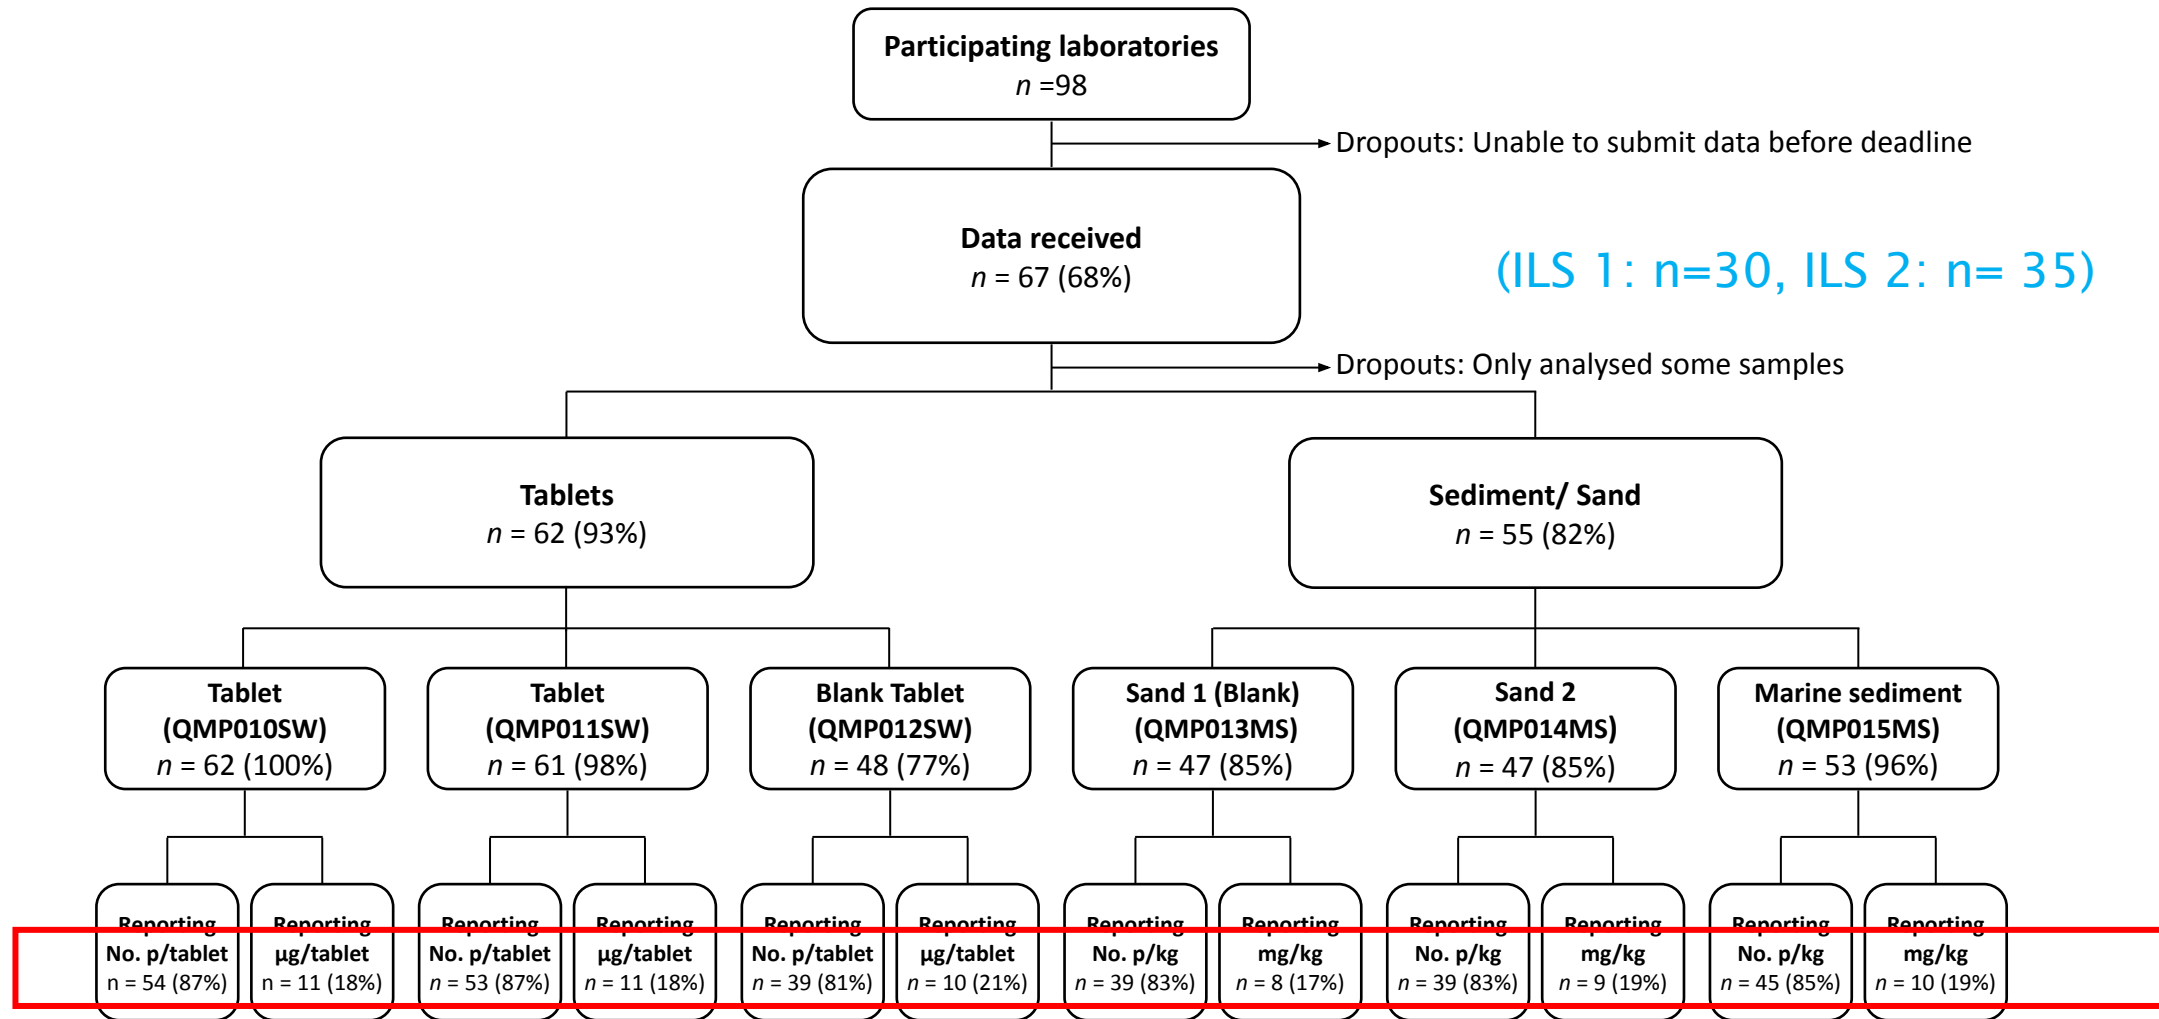 Participating laboratories
n =98
Dropouts: Unable to submit data before deadline
Data received
n = 67 (68%)
(ILS 1: n=30, ILS 2: n= 35)
Dropouts: Only analysed some samples
Tablets
n = 62 (93%)
Sediment/ Sand
n = 55 (82%)
Tablet
(QMP010SW)
n = 62 (100%)
Tablet
(QMP011SW)
n = 61 (98%)
Blank Tablet
(QMP012SW)
n = 48 (77%)
Sand 1 (Blank)
(QMP013MS)
n = 47 (85%)
Sand 2
(QMP014MS)
n = 47 (85%)
Marine sediment
(QMP015MS)
n = 53 (96%)
Reporting
No. p/tablet
n = 54 (87%)
Reporting
µg/tablet
n = 11 (18%)
Reporting
No. p/tablet
n = 53 (87%)
Reporting
µg/tablet
n = 11 (18%)
Reporting
No. p/tablet
n = 39 (81%)
Reporting
µg/tablet
n = 10 (21%)
Reporting
No. p/kg
n = 39 (83%)
Reporting
mg/kg
n = 8 (17%)
Reporting
No. p/kg
n = 39 (83%)
Reporting
mg/kg
n = 9 (19%)
Reporting
No. p/kg
n = 45 (85%)
Reporting
mg/kg
n = 10 (19%)